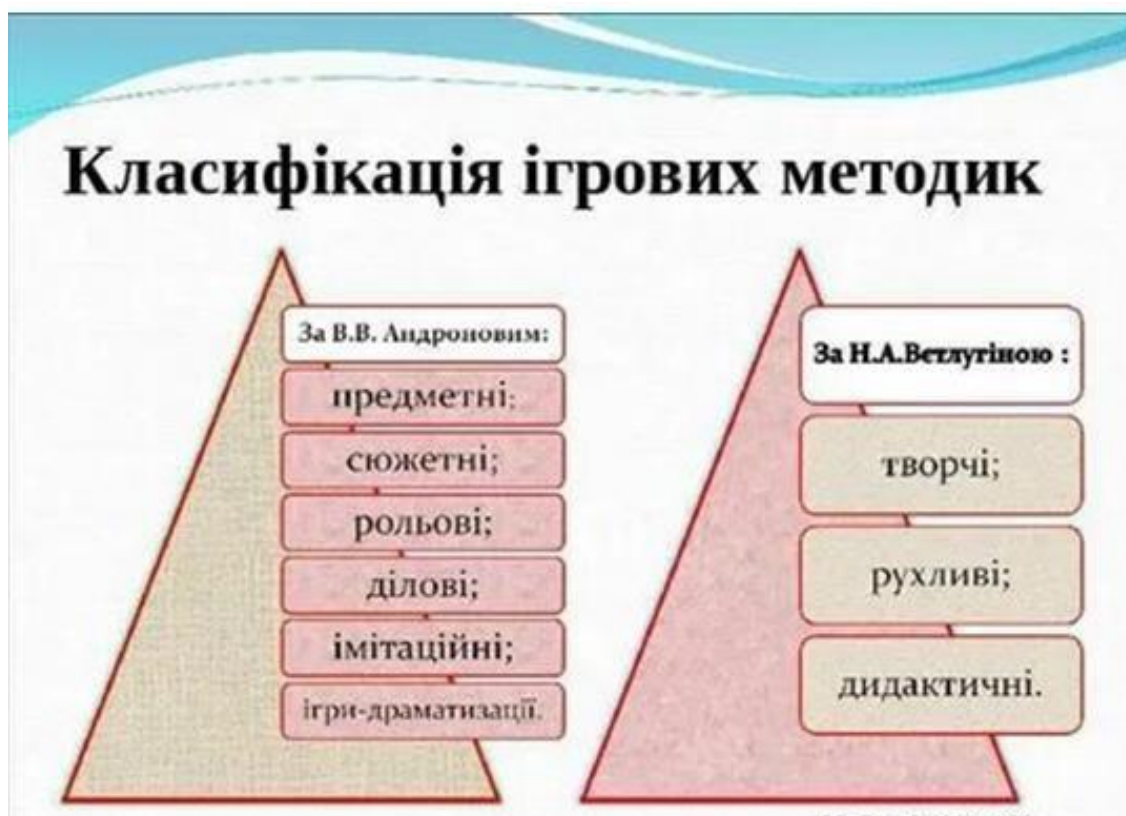 Класифікація ігрових методик
За В.В. Андроновим:
предметні;
сюжетні;
рольові;
ділові;
імітаційні;
ігри-драматизації.
За Н.А.Ветлугіною :
творчі;
рухливі;
дидактичні.